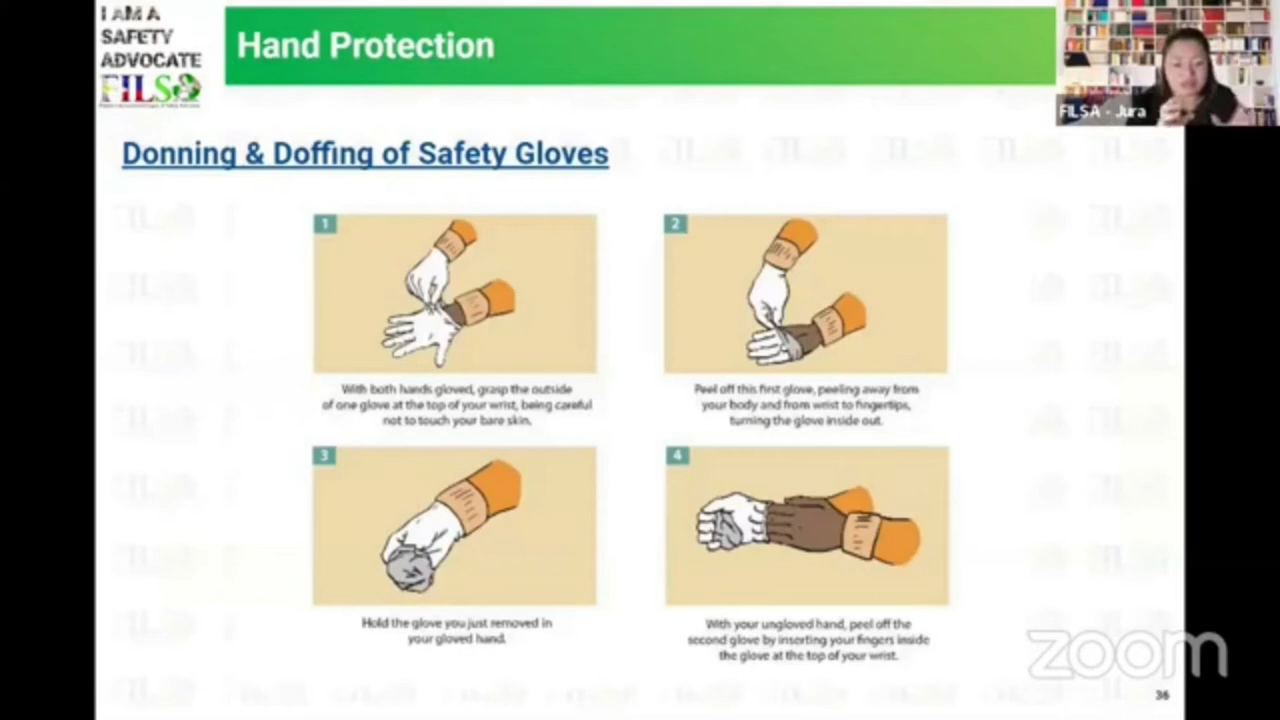 I AM A
SAFETY
ADVOCATE
FILSA
Hand Protection
FILSA - Jura
Donning & Doffing of Safety Gloves
1
With both hands gloved, grasp the outside
of one glove at the top of your wrist, being careful
not to touch your bare skin.
2
Peel off this first glove, peeling away from
your body and from wrist to fingertips,
turning the glove inside out.
3
Hold the glove you just removed in
your gloved hand.
4
With your ungloved hand, peel off the
second glove by inserting your fingers inside
the glove at the top of your wrist.
zoom
36